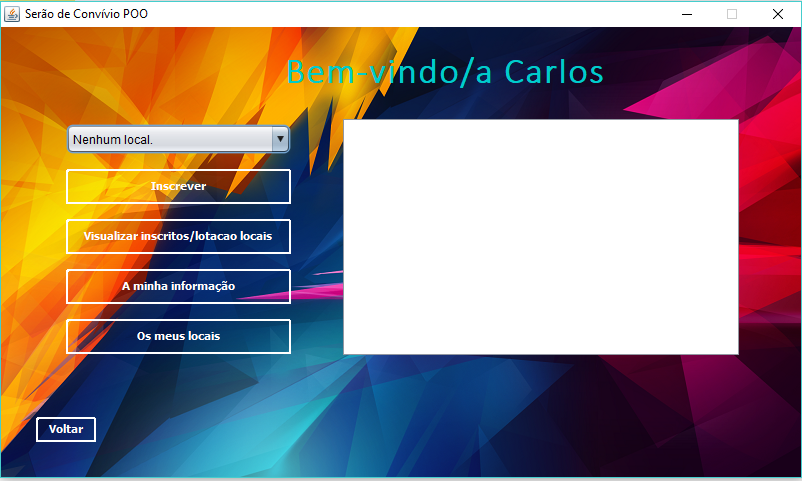 Serão de Convívio POO
Bem-vindo/a Carlos
Nenhum local.
Inscrever
Visualizar inscritos/lotacao locais
A minha informação
Os meus locais
Voltar